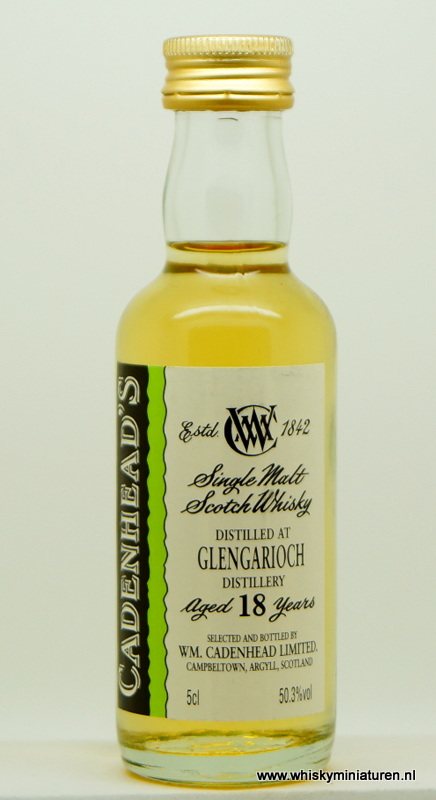 CADENHEAD'S
Estd. WMC 1842
Single Malt
Scotch Whisky
DISTILLED AT
GLENGARIOCH
DISTILLERY
Aged 18 Years
SELECTED AND BOTTLED BY
WM. CADENHEAD LIMITED.
CAMPBELTOWN, ARGYLL, SCOTLAND
5cl 50.3%vol
www.whiskyminiaturen.nl